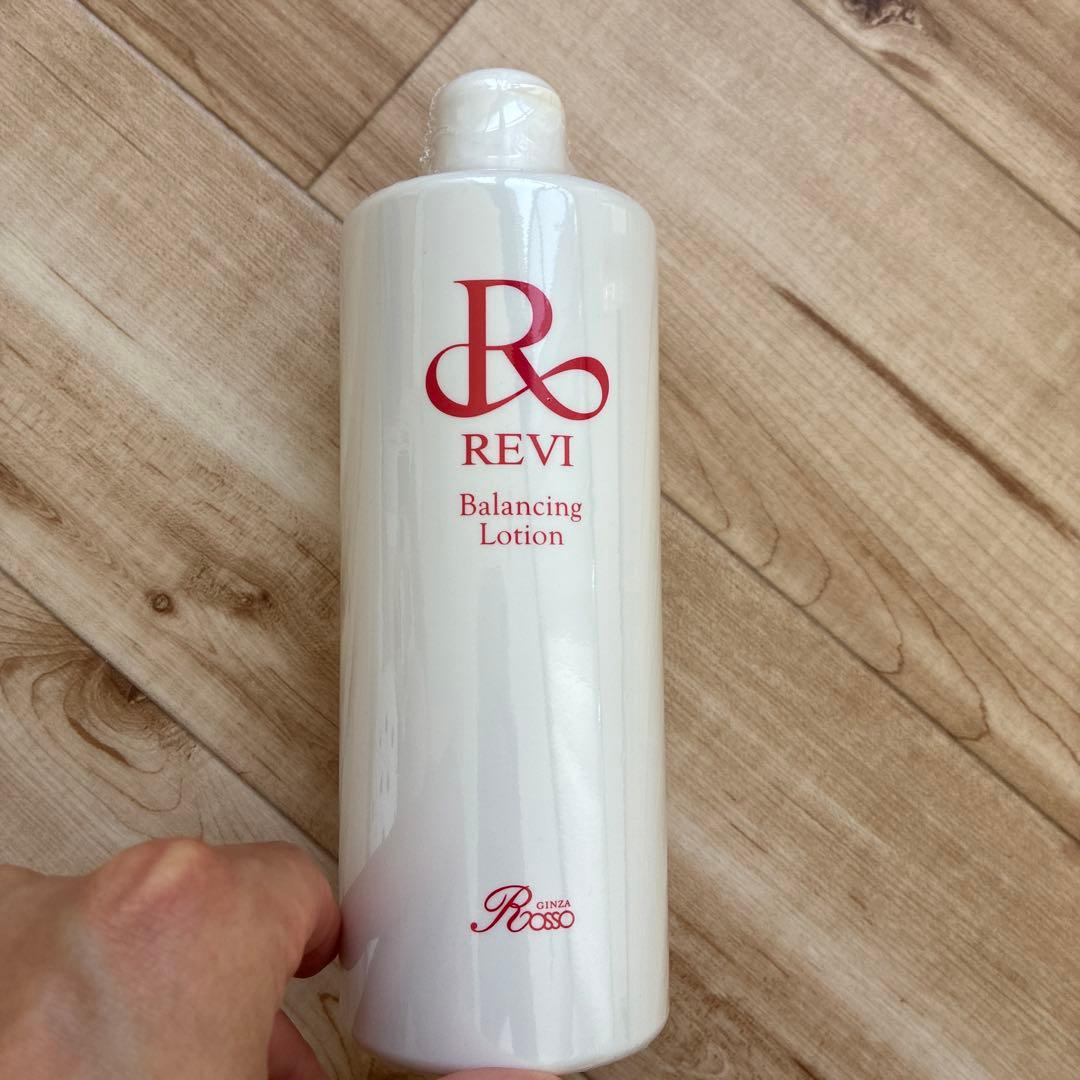 R
REVI
Balancing
Lotion
GINZA
Rosso